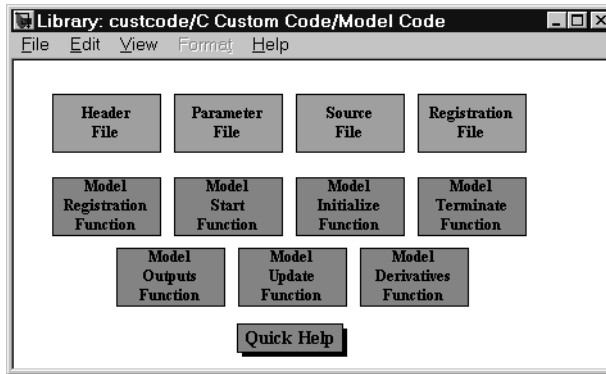 Library: custcode/C Custom Code/Model Code
File Edit View Format Help
Header
File
Parameter
File
Source
File
Registration
File
Model
Registration
Function
Model
Start
Function
Model
Initialize
Function
Model
Terminate
Function
Model
Outputs
Function
Model
Update
Function
Model
Derivatives
Function
Quick Help